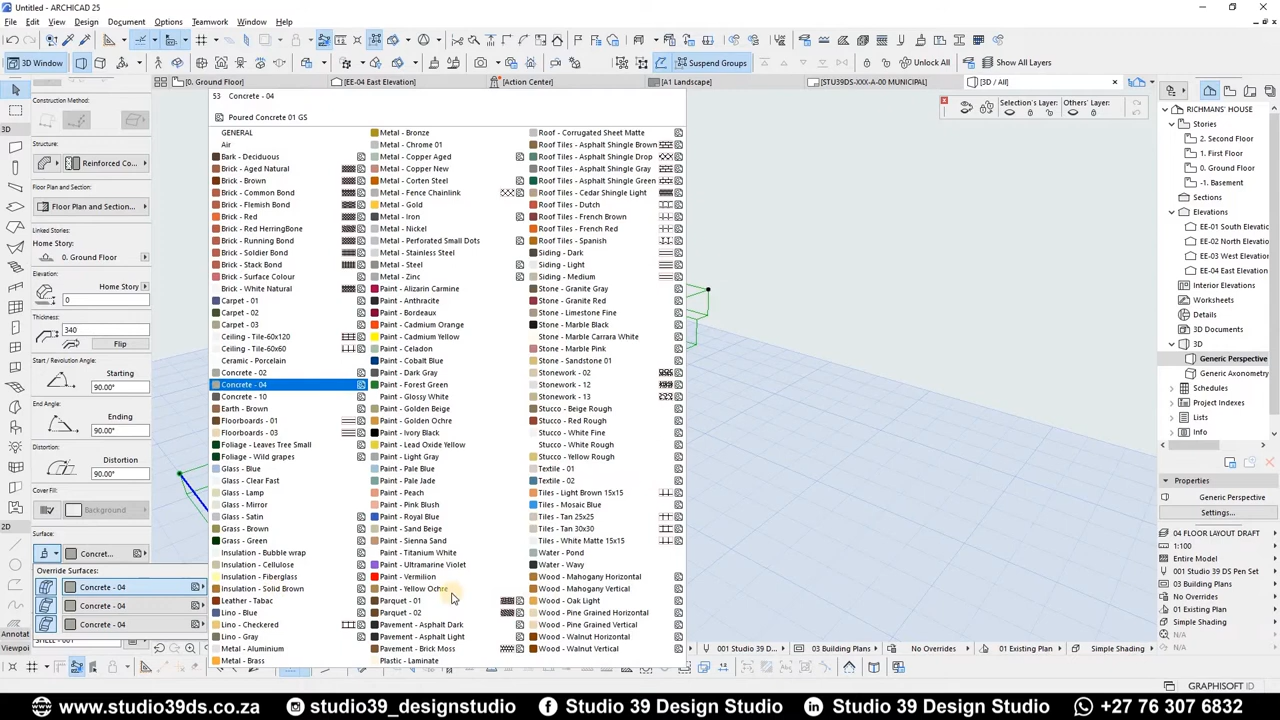 Untitled - ARCHICAD 25
File Edit View Design Document Options Teamwork Window Help
3D Window
Suspend Groups
Unlock All
Show All Layers
[0. Ground Floor]
[EE-04 East Elevation]
[Action Center]
[A1 Landscape]
[STU39DS-XXX-A-00 MUNICIPAL]
[3D / All]
Construction Method:
3D
Structure:
Reinforced Co...
Floor Plan and Section:
Floor Plan and Section...
Linked Stories:
Home Story:
0. Ground Floor
Elevation:
Home Story
0
Thickness:
340
Flip
Start / Revolution Angle:
Starting
90.00°
End Angle:
Ending
90.00°
Distortion:
Distortion
90.00°
Cover Fill:
Background
2D
Surface:
Concret...
Override Surfaces:
Concrete - 04
Concrete - 04
Concrete - 04
SHELL - 001
Annotat
Viewpoi
53 Concrete - 04
Poured Concrete 01 GS
GENERAL
Air
Bark - Deciduous
Brick - Aged Natural
Brick - Brown
Brick - Common Bond
Brick - Flemish Bond
Brick - Red
Brick - Red HerringBone
Brick - Running Bond
Brick - Soldier Bond
Brick - Stack Bond
Brick - Surface Colour
Brick - White Natural
Carpet - 01
Carpet - 02
Carpet - 03
Ceiling - Tile-60x120
Ceiling - Tile-60x60
Ceramic - Porcelain
Concrete - 02
Concrete - 04
Concrete - 10
Earth - Brown
Floorboards - 01
Floorboards - 03
Foliage - Leaves Tree Small
Foliage - Wild grapes
Glass - Blue
Glass - Clear Fast
Glass - Lamp
Glass - Mirror
Glass - Satin
Grass - Brown
Grass - Green
Insulation - Bubble wrap
Insulation - Cellulose
Insulation - Fiberglass
Insulation - Solid Brown
Leather - Tabac
Lino - Blue
Lino - Checkered
Lino - Gray
Metal - Aluminium
Metal - Brass
Metal - Bronze
Metal - Chrome 01
Metal - Copper Aged
Metal - Copper New
Metal - Corten Steel
Metal - Fence Chainlink
Metal - Gold
Metal - Iron
Metal - Nickel
Metal - Perforated Small Dots
Metal - Stainless Steel
Metal - Steel
Metal - Zinc
Paint - Alizarin Carmine
Paint - Anthracite
Paint - Bordeaux
Paint - Cadmium Orange
Paint - Cadmium Yellow
Paint - Celadon
Paint - Cobalt Blue
Paint - Dark Gray
Paint - Forest Green
Paint - Glossy White
Paint - Golden Beige
Paint - Golden Ochre
Paint - Ivory Black
Paint - Lead Oxide Yellow
Paint - Light Gray
Paint - Pale Blue
Paint - Pale Jade
Paint - Peach
Paint - Pink Blush
Paint - Royal Blue
Paint - Sand Beige
Paint - Sienna Sand
Paint - Titanium White
Paint - Ultramarine Violet
Paint - Vermilion
Paint - Yellow Ochre
Parquet - 01
Parquet - 02
Pavement - Asphalt Dark
Pavement - Asphalt Light
Pavement - Brick Moss
Plastic - Laminate
Roof - Corrugated Sheet Matte
Roof Tiles - Asphalt Shingle Brown
Roof Tiles - Asphalt Shingle Drop
Roof Tiles - Asphalt Shingle Gray
Roof Tiles - Asphalt Shingle Green
Roof Tiles - Cedar Shingle Light
Roof Tiles - Dutch
Roof Tiles - French Brown
Roof Tiles - French Red
Roof Tiles - Spanish
Siding - Dark
Siding - Light
Siding - Medium
Stone - Granite Gray
Stone - Granite Red
Stone - Limestone Fine
Stone - Marble Black
Stone - Marble Carrara White
Stone - Marble Pink
Stone - Sandstone 01
Stonework - 02
Stonework - 12
Stonework - 13
Stucco - Beige Rough
Stucco - Red Rough
Stucco - White Fine
Stucco - White Rough
Stucco - Yellow Rough
Textile - 01
Textile - 02
Tiles - Light Brown 15x15
Tiles - Mosaic Blue
Tiles - Tan 25x25
Tiles - Tan 30x30
Tiles - White Matte 15x15
Water - Pond
Water - Wavy
Wood - Mahogany Horizontal
Wood - Mahogany Vertical
Wood - Oak Light
Wood - Pine Grained Horizontal
Wood - Pine Grained Vertical
Wood - Walnut Horizontal
Wood - Walnut Vertical
Selection's Layer:
Others' Layer:
RICHMANS' HOUSE
Stories
2. Second Floor
1. First Floor
0. Ground Floor
-1. Basement
Sections
Elevations
EE-01 South Elevation
EE-02 North Elevation
EE-03 West Elevation
EE-04 East Elevation
Interior Elevations
Worksheets
Details
3D Documents
3D
Generic Perspective
Generic Axonometry
Schedules
Project Indexes
Lists
Info
Properties
Generic Perspective
Settings...
04 FLOOR LAYOUT DRAFT
1:100
Entire Model
001 Studio 39 DS Pen Set
03 Building Plans
No Overrides
01 Existing Plan
Simple Shading
N/A
N/A
001 Studio 39 D...
03 Building Plans
No Overrides
01 Existing Plan
Simple Shading
GRAPHISOFT ID
www.studio39ds.co.za studio39_designstudio Studio 39 Design Studio Studio 39 Design Studio +27 76 307 6832